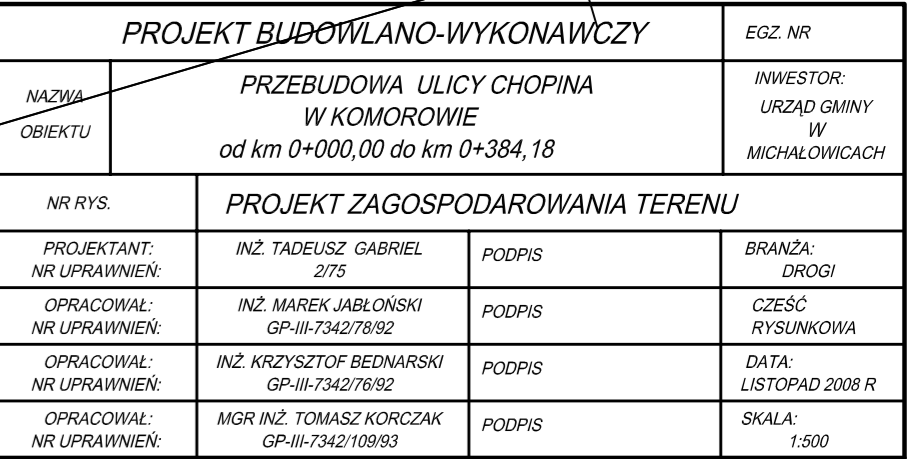 PROJEKT BUDOWLANO-WYKONAWCZY
EGZ. NR
NAZWA
OBIEKTU
PRZEBUDOWA ULICY CHOPINA
W KOMOROWIE
od km 0+000,00 do km 0+384,18
INWESTOR:
URZĄD GMINY
W
MICHAŁOWICACH
NR RYS.
PROJEKT ZAGOSPODAROWANIA TERENU
PROJEKTANT:
NR UPRAWNIEŃ:
INŻ. TADEUSZ GABRIEL
2/75
PODPIS
BRANŻA:
DROGI
OPRACOWAŁ:
NR UPRAWNIEŃ:
INŻ. MAREK JABŁOŃSKI
GP-III-7342/78/92
PODPIS
CZEŚĆ
RYSUNKOWA
OPRACOWAŁ:
NR UPRAWNIEŃ:
INŻ. KRZYSZTOF BEDNARSKI
GP-III-7342/76/92
PODPIS
DATA:
LISTOPAD 2008 R
OPRACOWAŁ:
NR UPRAWNIEŃ:
MGR INŻ. TOMASZ KORCZAK
GP-III-7342/109/93
PODPIS
SKALA:
1:500